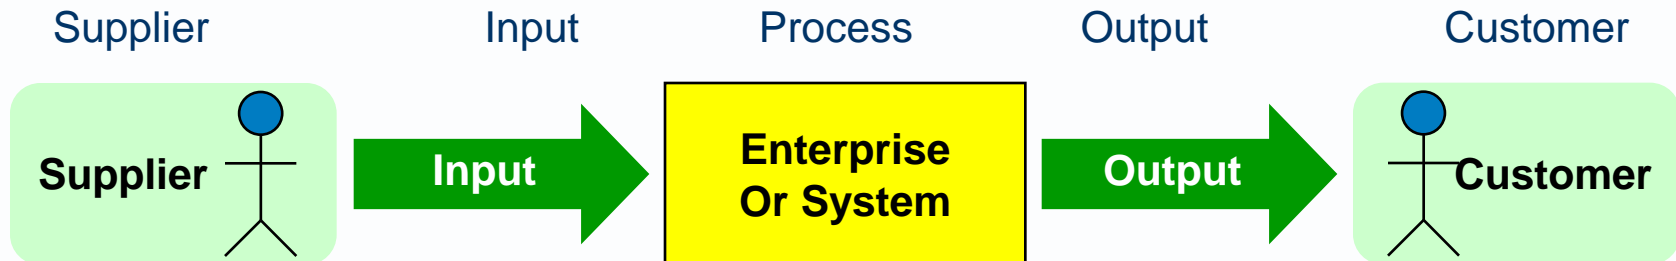 Supplier Input Process Output Customer
Supplier
Input
Enterprise
Or System
Output
Customer